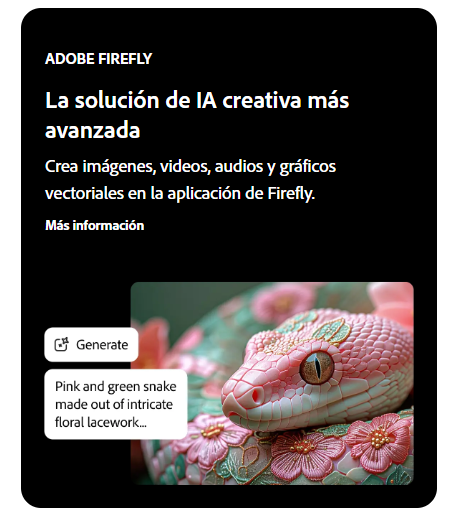 ADOBE FIREFLY
La solución de IA creativa más
avanzada
Crea imágenes, videos, audios y gráficos
vectoriales en la aplicación de Firefly.
Más información
Generate
Pink and green snake
made out of intricate
floral lacework...